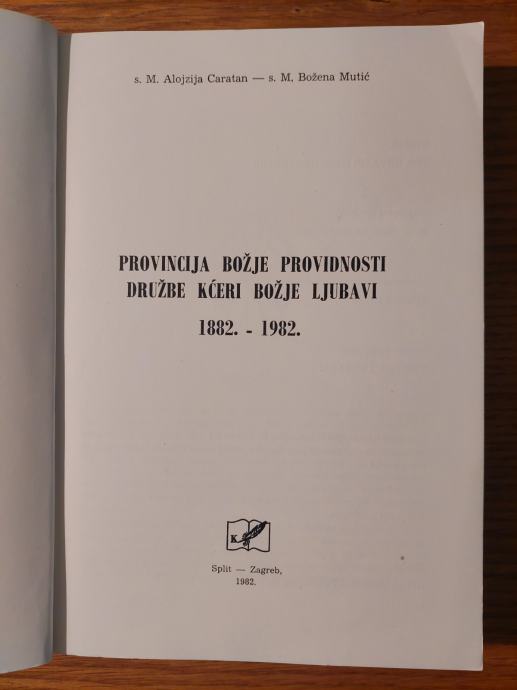 s. M. Alojzija Caratan — s. M. Božena Mutić
PROVINCIJA BOŽJE PROVIDNOSTI
DRUŽBE KĆERI BOŽJE LJUBAVI
1882. - 1982.
K
Split — Zagreb,
1982.